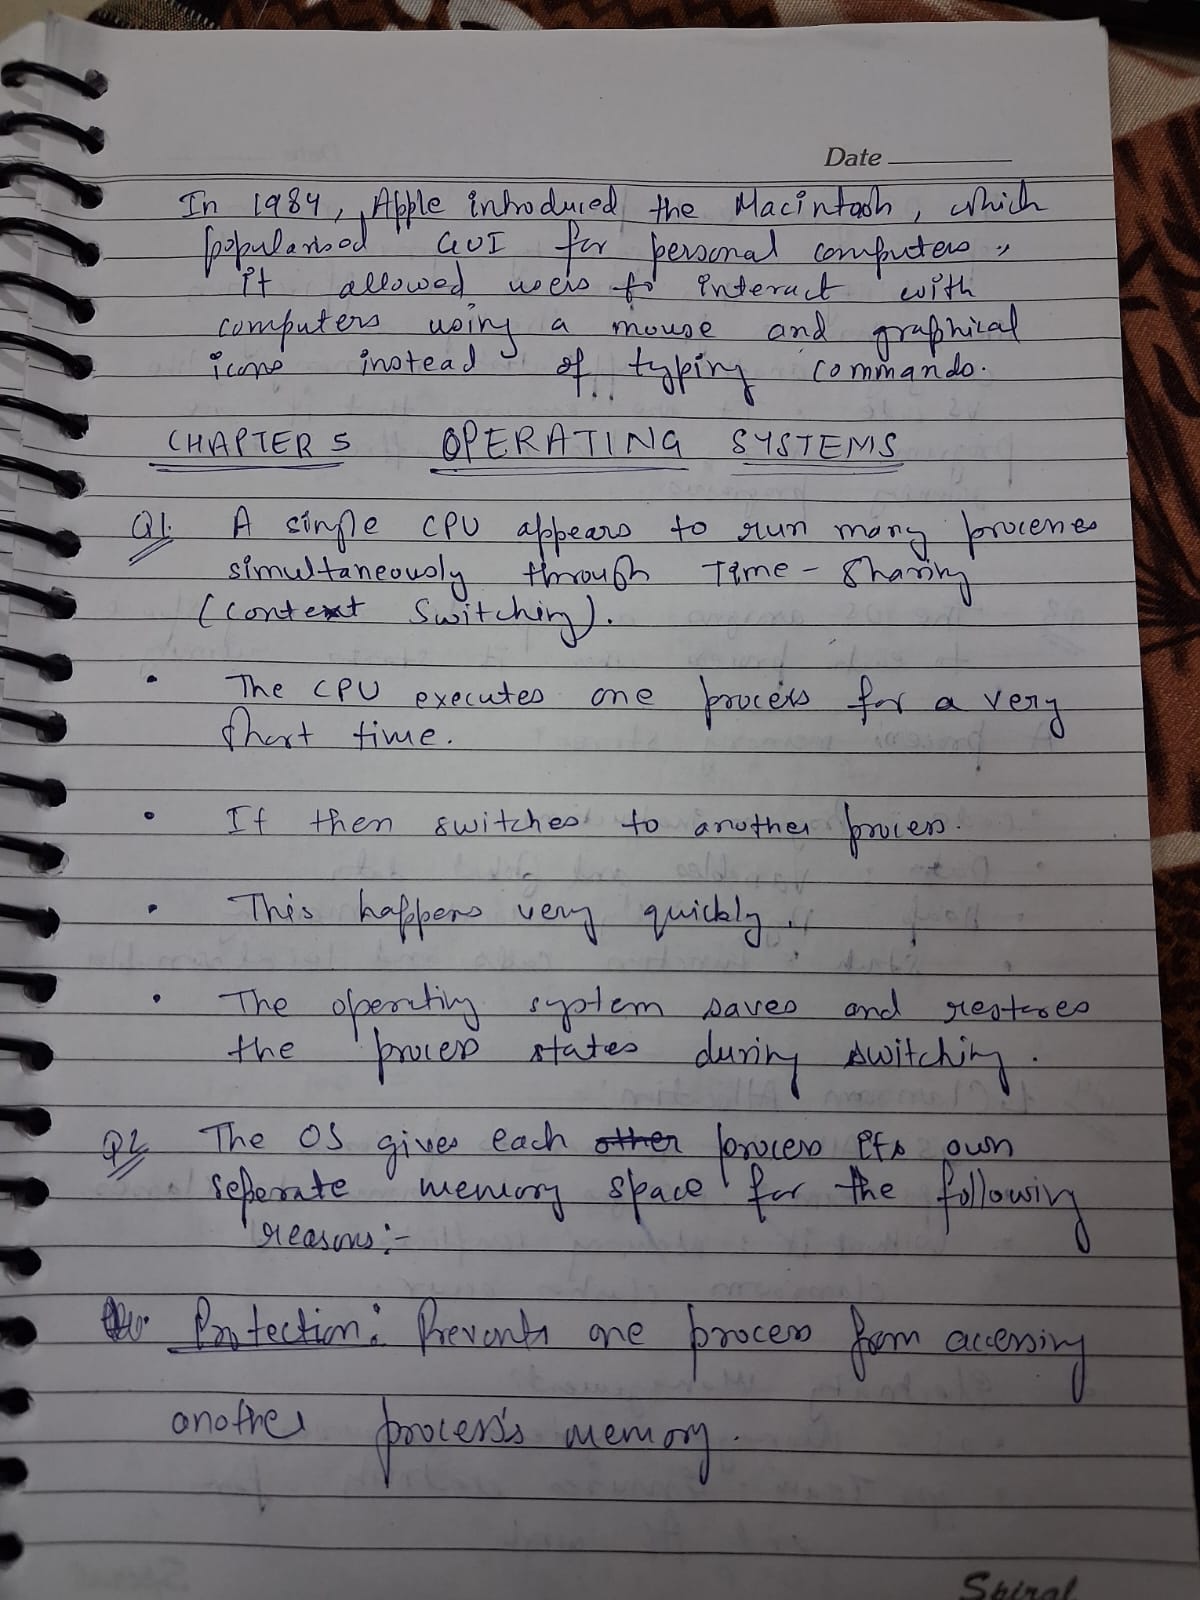 Date
In 1984, Apple introduced the Macintosh, which
popularised GUI for personal computers,
it allowed users to interact with
computers using a mouse and graphical
icons instead of typing commands.
CHAPTER 5 OPERATING SYSTEMS
Q1. A single CPU appears to run many processes
simultaneously through Time-Sharing
(context Switching).
• The CPU executes one process for a very
short time.
• It then switches to another process.
• This happens very quickly.
• The operating system saves and restores
the process states during switching.
Q2 The OS gives each other process its own
seperate memory space for the following
reasons:-
Protection: Prevents one process from accessing
another process's memory.
Spiral